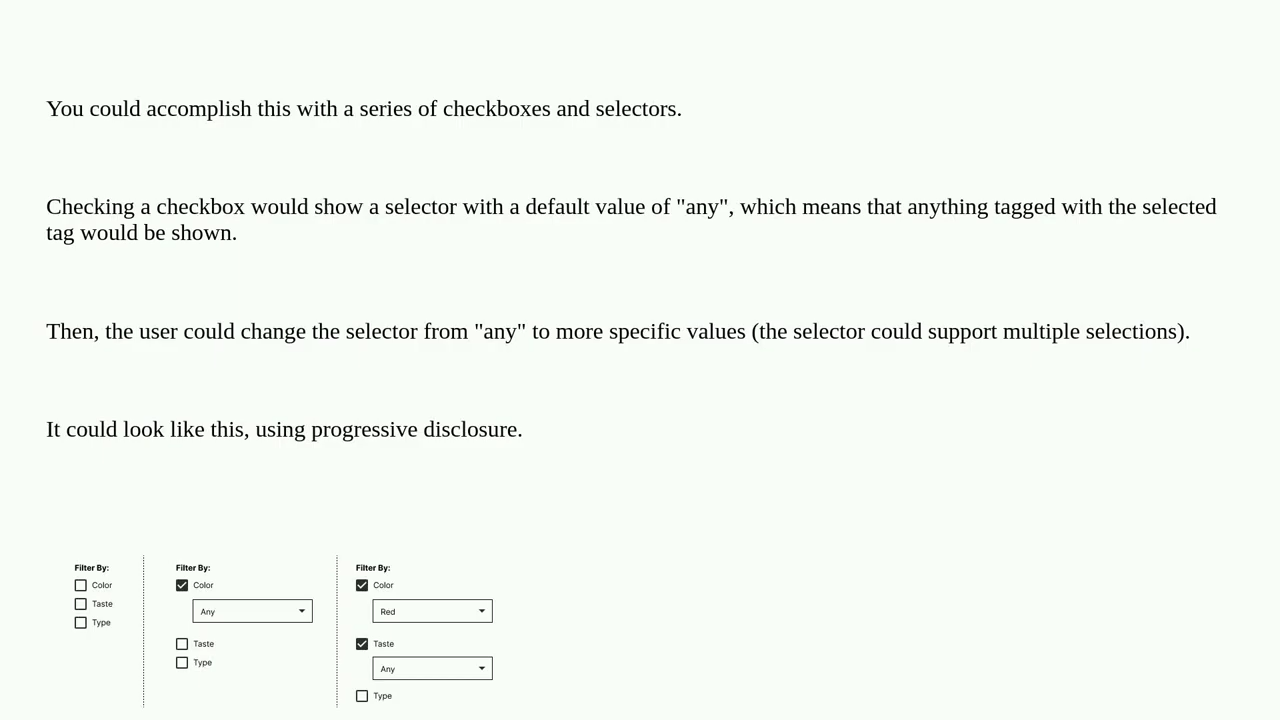 You could accomplish this with a series of checkboxes and selectors.
Checking a checkbox would show a selector with a default value of "any", which means that anything tagged with the selected
tag would be shown.
Then, the user could change the selector from "any" to more specific values (the selector could support multiple selections).
It could look like this, using progressive disclosure.
Filter By:
Color
Taste
Type
Filter By:
Color
Any
Taste
Type
Filter By:
Color
Red
Taste
Any
Type